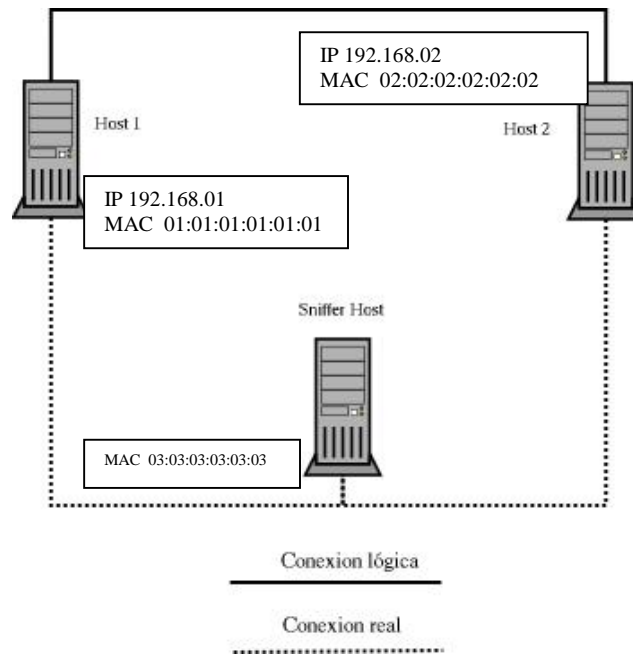 IP 192.168.02
MAC 02:02:02:02:02:02
Host 1
Host 2
IP 192.168.01
MAC 01:01:01:01:01:01
Sniffer Host
MAC 03:03:03:03:03:03
Conexion lógica
Conexion real